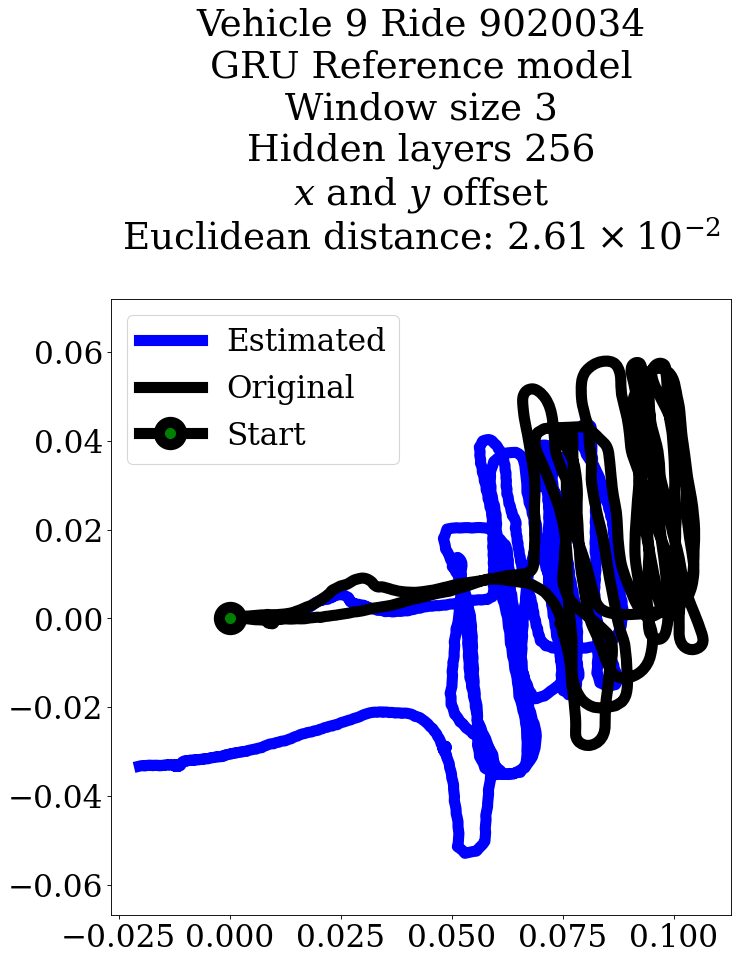 Vehicle 9 Ride 9020034
GRU Reference model
Window size 3
Hidden layers 256
x and y offset
Euclidean distance: 2.61 × 10⁻²
Estimated
Original
Start
0.06
0.04
0.02
0.00
−0.02
−0.04
−0.06
−0.025 0.000 0.025 0.050 0.075 0.100